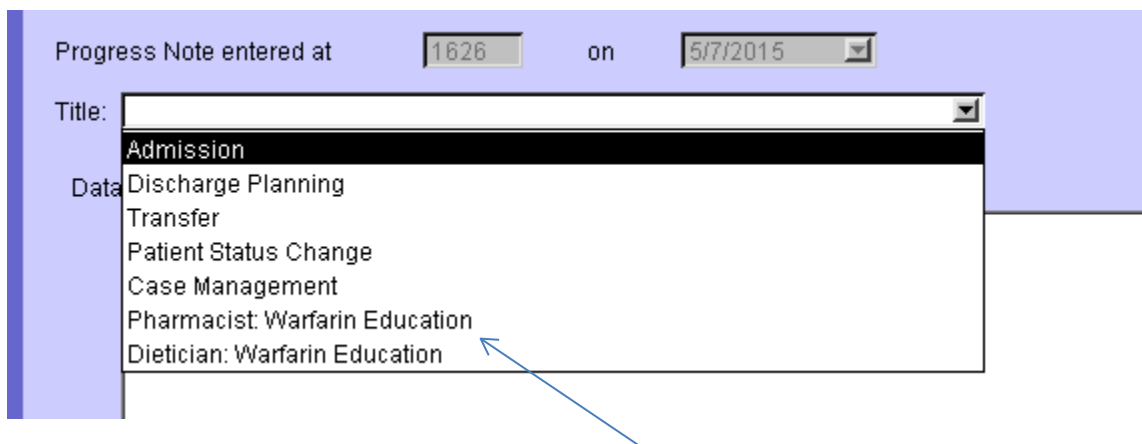 Progress Note entered at 1626 on 5/7/2015
Title:
Admission
Data Discharge Planning
Transfer
Patient Status Change
Case Management
Pharmacist: Warfarin Education
Dietician: Warfarin Education